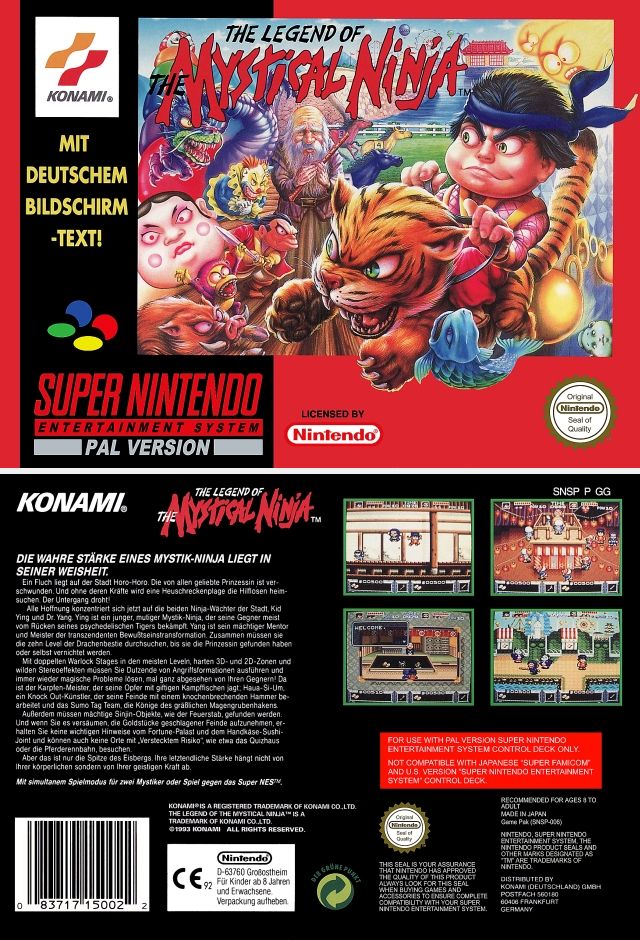 KONAMI®
THE LEGEND OF
THE MYSTICAL NINJA™
MIT
DEUTSCHEM
BILDSCHIRM
-TEXT!
SUPER NINTENDO
ENTERTAINMENT SYSTEM
PAL VERSION
LICENSED BY
Nintendo®
Original
Nintendo
Seal of
Quality
KONAMI®
THE LEGEND OF
THE MYSTICAL NINJA™
SNSP P GG
DIE WAHRE STÄRKE EINES MYSTIK-NINJA LIEGT IN
SEINER WEISHEIT.
Ein Fluch liegt auf der Stadt Horo-Horo. Die von allen geliebte Prinzessin ist ver-
schwunden. Und ohne deren Kräfte wird eine Heuschreckenplage die Hilflosen heim-
suchen. Der Untergang droht!
Alle Hoffnung konzentriert sich jetzt auf die beiden Ninja-Wächter der Stadt, Kid
Ying und Dr. Yang. Ying ist ein junger, mutiger Mystik-Ninja, der seine Gegner meist
vom Rücken seines psychedelischen Tigers bekämpft. Yang ist sein mächtiger Mentor
und Meister der transzendenten Bewußtseinstransformation. Zusammen müssen sie
die zehn Level der Drachenbestie durchsuchen, bis sie die Prinzessin gefunden haben
oder selbst vernichtet werden.
Mit doppelten Warlock Stages in den meisten Leveln, harten 3D- und 2D-Zonen und
wilden Stereoeffekten müssen Sie Dutzende von Angriffsformationen ausführen und
immer wieder magische Probleme lösen, mal ganz abgesehen von Ihren Gegnern! Da
ist der Karpfen-Meister, der seine Opfer mit giftigen Kampffischen jagt; Haua-Si-Um,
ein Knock Out-Künstler, der seine Feinde mit einem knochenbrechenden Hammer be-
arbeitet und das Sumo Tag Team, die Könige des gräßlichen Magengrubenhakens.
Außerdem müssen mächtige Sinjin-Objekte, wie der Feuerstab, gefunden werden.
Und wenn Sie es versäumen, die Goldstücke geschlagener Feinde aufzunehmen, er-
halten Sie keine wichtigen Hinweise vom Fortune-Palast und dem Handkäse-Sushi-
Joint und können auch keine Orte mit „Verstecktem Risiko", wie etwa das Quizhaus
oder die Pferderennbahn, besuchen.
Aber das ist nur die Spitze des Eisbergs. Ihre letztendliche Stärke hängt nicht von
Ihrer körperlichen sondern von Ihrer geistigen Kraft ab.
Mit simultanem Spielmodus für zwei Mystiker oder Spiel gegen das Super NES™.
WELCOME.
FOR USE WITH PAL VERSION SUPER NINTENDO
ENTERTAINMENT SYSTEM CONTROL DECK ONLY.
NOT COMPATIBLE WITH JAPANESE "SUPER FAMICOM"
AND U.S. VERSION "SUPER NINTENDO ENTERTAINMENT
SYSTEM" CONTROL DECK.
KONAMI® IS A REGISTERED TRADEMARK OF KONAMI CO.,LTD.
THE LEGEND OF THE MYSTICAL NINJA™ IS A
TRADEMARK OF KONAMI CO.,LTD.
©1993 KONAMI ALL RIGHTS RESERVED.
0 83717 15002 2
CE 92
Nintendo
D-63760 Großostheim
Für Kinder ab 8 Jahren
und Erwachsene.
Verpackung aufheben.
DER GRÜNE PUNKT
Original
Nintendo
Seal of
Quality
THIS SEAL IS YOUR ASSURANCE
THAT NINTENDO HAS APPROVED
THE QUALITY OF THIS PRODUCT.
ALWAYS LOOK FOR THIS SEAL
WHEN BUYING GAMES AND
ACCESSORIES TO ENSURE COMPLETE
COMPATIBILITY WITH YOUR SUPER
NINTENDO ENTERTAINMENT SYSTEM.
RECOMMENDED FOR AGES 8 TO
ADULT
MADE IN JAPAN
Game Pak (SNSP-006)
NINTENDO, SUPER NINTENDO
ENTERTAINMENT SYSTEM, THE
NINTENDO PRODUCT SEALS AND
OTHER MARKS DESIGNATED AS
"TM" ARE TRADEMARKS OF
NINTENDO.
DISTRIBUTED BY
KONAMI (DEUTSCHLAND) GMBH
POSTFACH 560180
60406 FRANKFURT
GERMANY